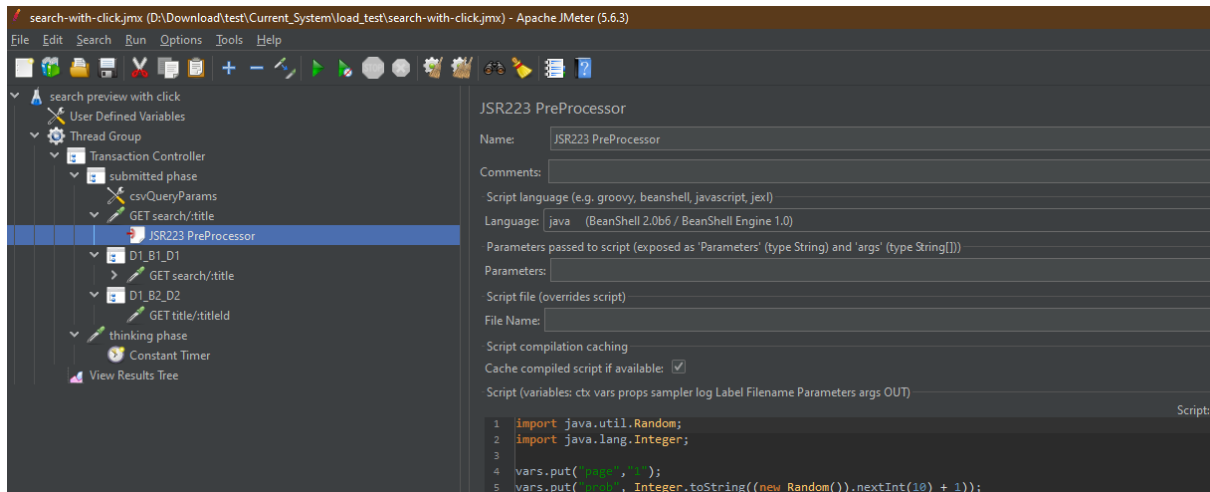 search-with-click.jmx (D:\Download\test\Current_System\load_test\search-with-click.jmx) - Apache JMeter (5.6.3)
File Edit Search Run Options Tools Help
search preview with click
User Defined Variables
Thread Group
Transaction Controller
submitted phase
csvQueryParams
GET search/:title
JSR223 PreProcessor
D1_B1_D1
GET search/:title
D1_B2_D2
GET title/:titleId
thinking phase
Constant Timer
View Results Tree
JSR223 PreProcessor
Name: JSR223 PreProcessor
Comments:
Script language (e.g. groovy, beanshell, javascript, jexl)
Language: java (BeanShell 2.0b6 / BeanShell Engine 1.0)
Parameters passed to script (exposed as 'Parameters' (type String) and 'args' (type String[]))
Parameters:
Script file (overrides script)
File Name:
Script compilation caching
Cache compiled script if available:
Script (variables: ctx vars props sampler log Label Filename Parameters args OUT)
Script:
1 import java.util.Random;
2 import java.lang.Integer;
3
4 vars.put("page","1");
5 vars.put("prob", Integer.toString((new Random()).nextInt(10) + 1));